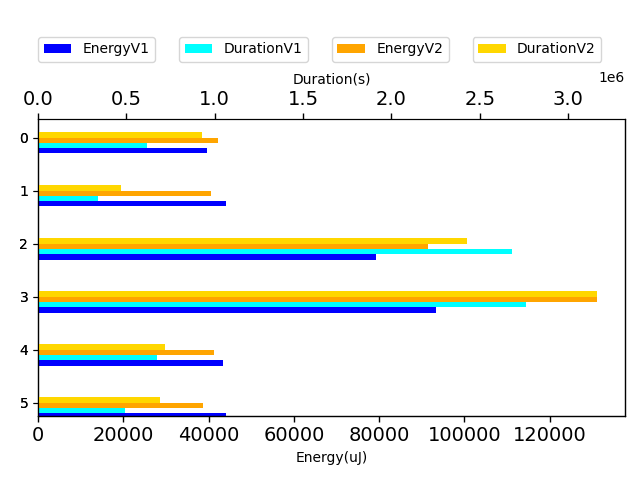 EnergyV1 DurationV1 EnergyV2 DurationV2
Duration(s)
1e6
0.0 0.5 1.0 1.5 2.0 2.5 3.0
0
1
2
3
4
5
0 20000 40000 60000 80000 100000 120000
Energy(uJ)